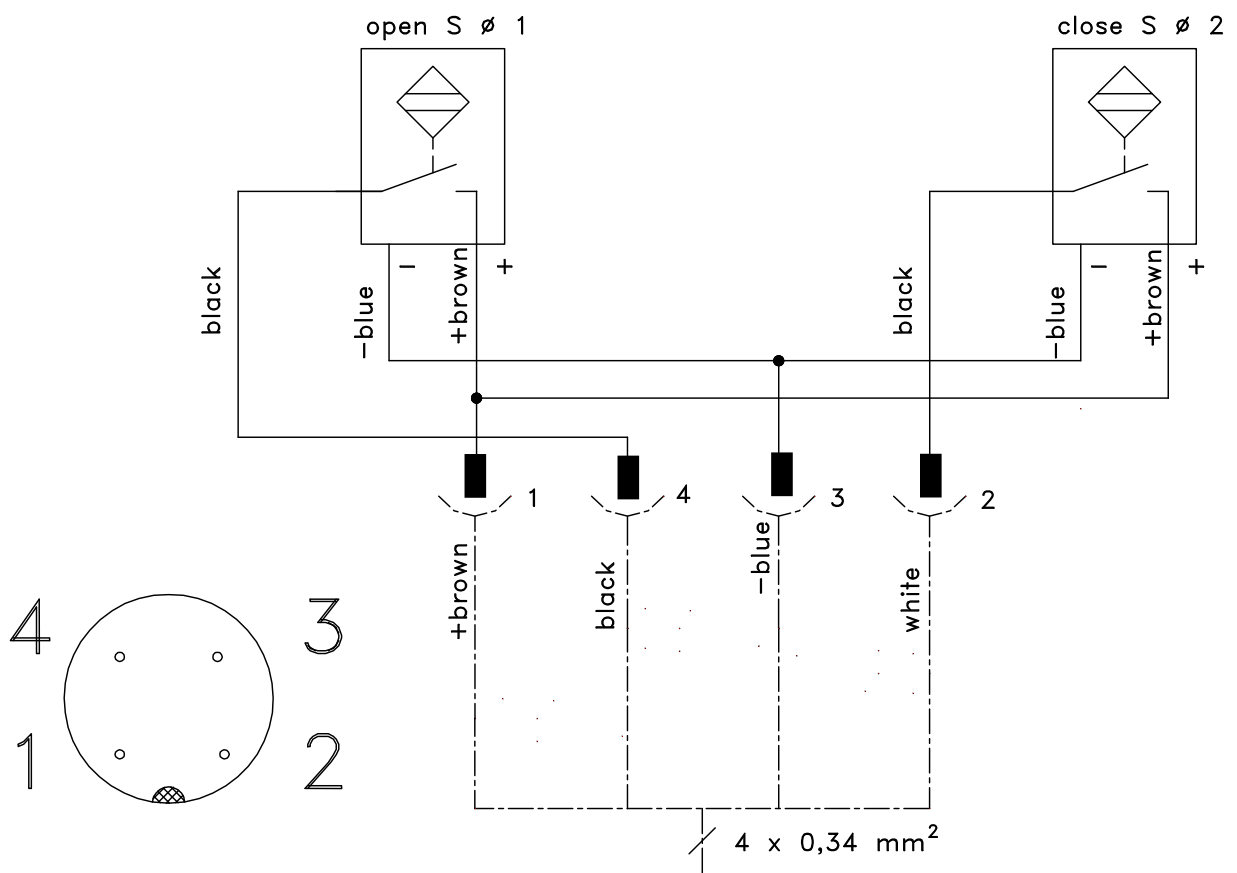 open S ø 1
close S ø 2
black
−blue
−
+brown
+
black
−blue
−
+brown
+
1
4
3
2
+brown
black
−blue
white
4
3
1
2
4 x 0,34 mm²